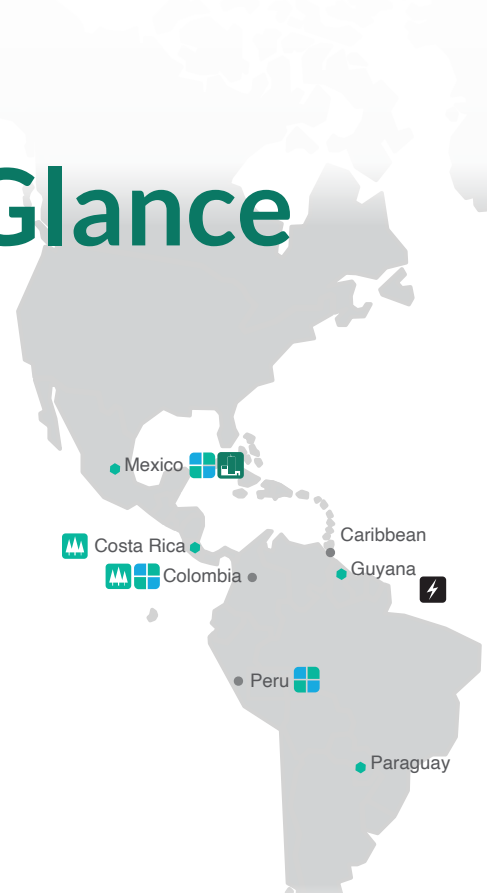 Glance
Mexico
Caribbean
Costa Rica
Guyana
Colombia
Peru
Paraguay